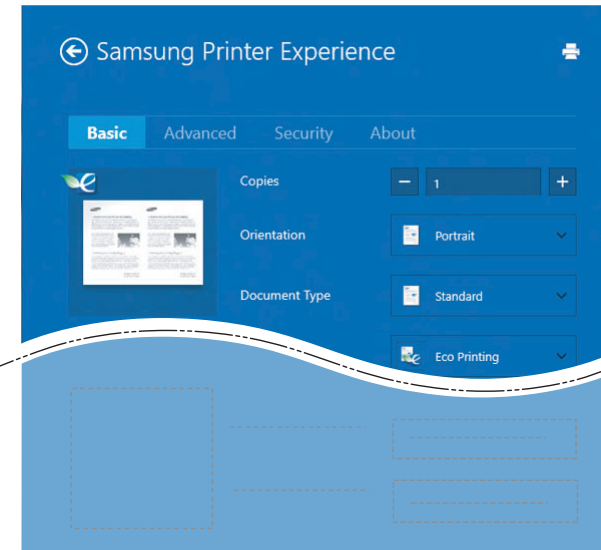 Samsung Printer Experience
Basic Advanced Security About
Copies 1
Orientation Portrait
Document Type Standard
Eco Printing